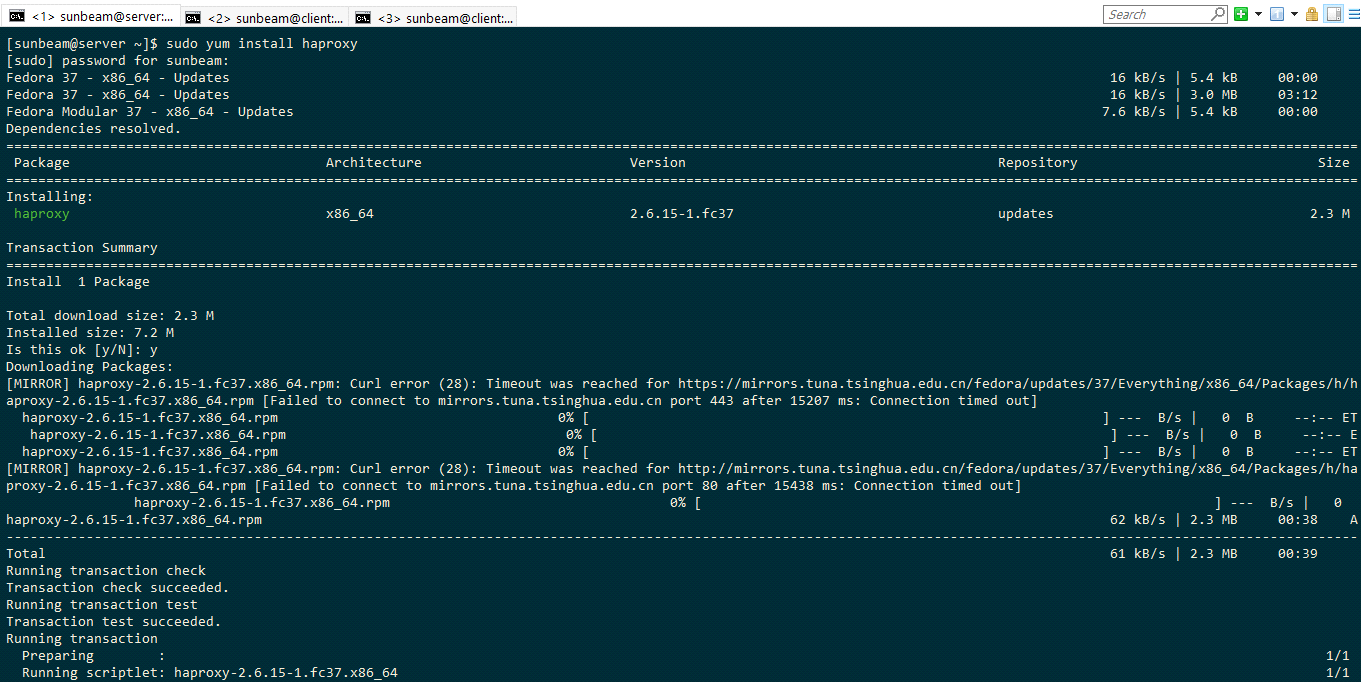 <1> sunbeam@server:... <2> sunbeam@client:... <3> sunbeam@client:... Search
[sunbeam@server ~]$ sudo yum install haproxy
[sudo] password for sunbeam:
Fedora 37 - x86_64 - Updates 16 kB/s | 5.4 kB 00:00
Fedora 37 - x86_64 - Updates 16 kB/s | 3.0 MB 03:12
Fedora Modular 37 - x86_64 - Updates 7.6 kB/s | 5.4 kB 00:00
Dependencies resolved.
================================================================================
Package Architecture Version Repository Size
================================================================================
Installing:
haproxy x86_64 2.6.15-1.fc37 updates 2.3 M
Transaction Summary
================================================================================
Install 1 Package
Total download size: 2.3 M
Installed size: 7.2 M
Is this ok [y/N]: y
Downloading Packages:
[MIRROR] haproxy-2.6.15-1.fc37.x86_64.rpm: Curl error (28): Timeout was reached for https://mirrors.tuna.tsinghua.edu.cn/fedora/updates/37/Everything/x86_64/Packages/h/h
aproxy-2.6.15-1.fc37.x86_64.rpm [Failed to connect to mirrors.tuna.tsinghua.edu.cn port 443 after 15207 ms: Connection timed out]
haproxy-2.6.15-1.fc37.x86_64.rpm 0% [ ] --- B/s | 0 B --:-- ET
haproxy-2.6.15-1.fc37.x86_64.rpm 0% [ ] --- B/s | 0 B --:-- E
haproxy-2.6.15-1.fc37.x86_64.rpm 0% [ ] --- B/s | 0 B --:-- ET
[MIRROR] haproxy-2.6.15-1.fc37.x86_64.rpm: Curl error (28): Timeout was reached for http://mirrors.tuna.tsinghua.edu.cn/fedora/updates/37/Everything/x86_64/Packages/h/ha
proxy-2.6.15-1.fc37.x86_64.rpm [Failed to connect to mirrors.tuna.tsinghua.edu.cn port 80 after 15438 ms: Connection timed out]
haproxy-2.6.15-1.fc37.x86_64.rpm 0% [ ] --- B/s | 0
haproxy-2.6.15-1.fc37.x86_64.rpm 62 kB/s | 2.3 MB 00:38 A
--------------------------------------------------------------------------------
Total 61 kB/s | 2.3 MB 00:39
Running transaction check
Transaction check succeeded.
Running transaction test
Transaction test succeeded.
Running transaction
Preparing : 1/1
Running scriptlet: haproxy-2.6.15-1.fc37.x86_64 1/1